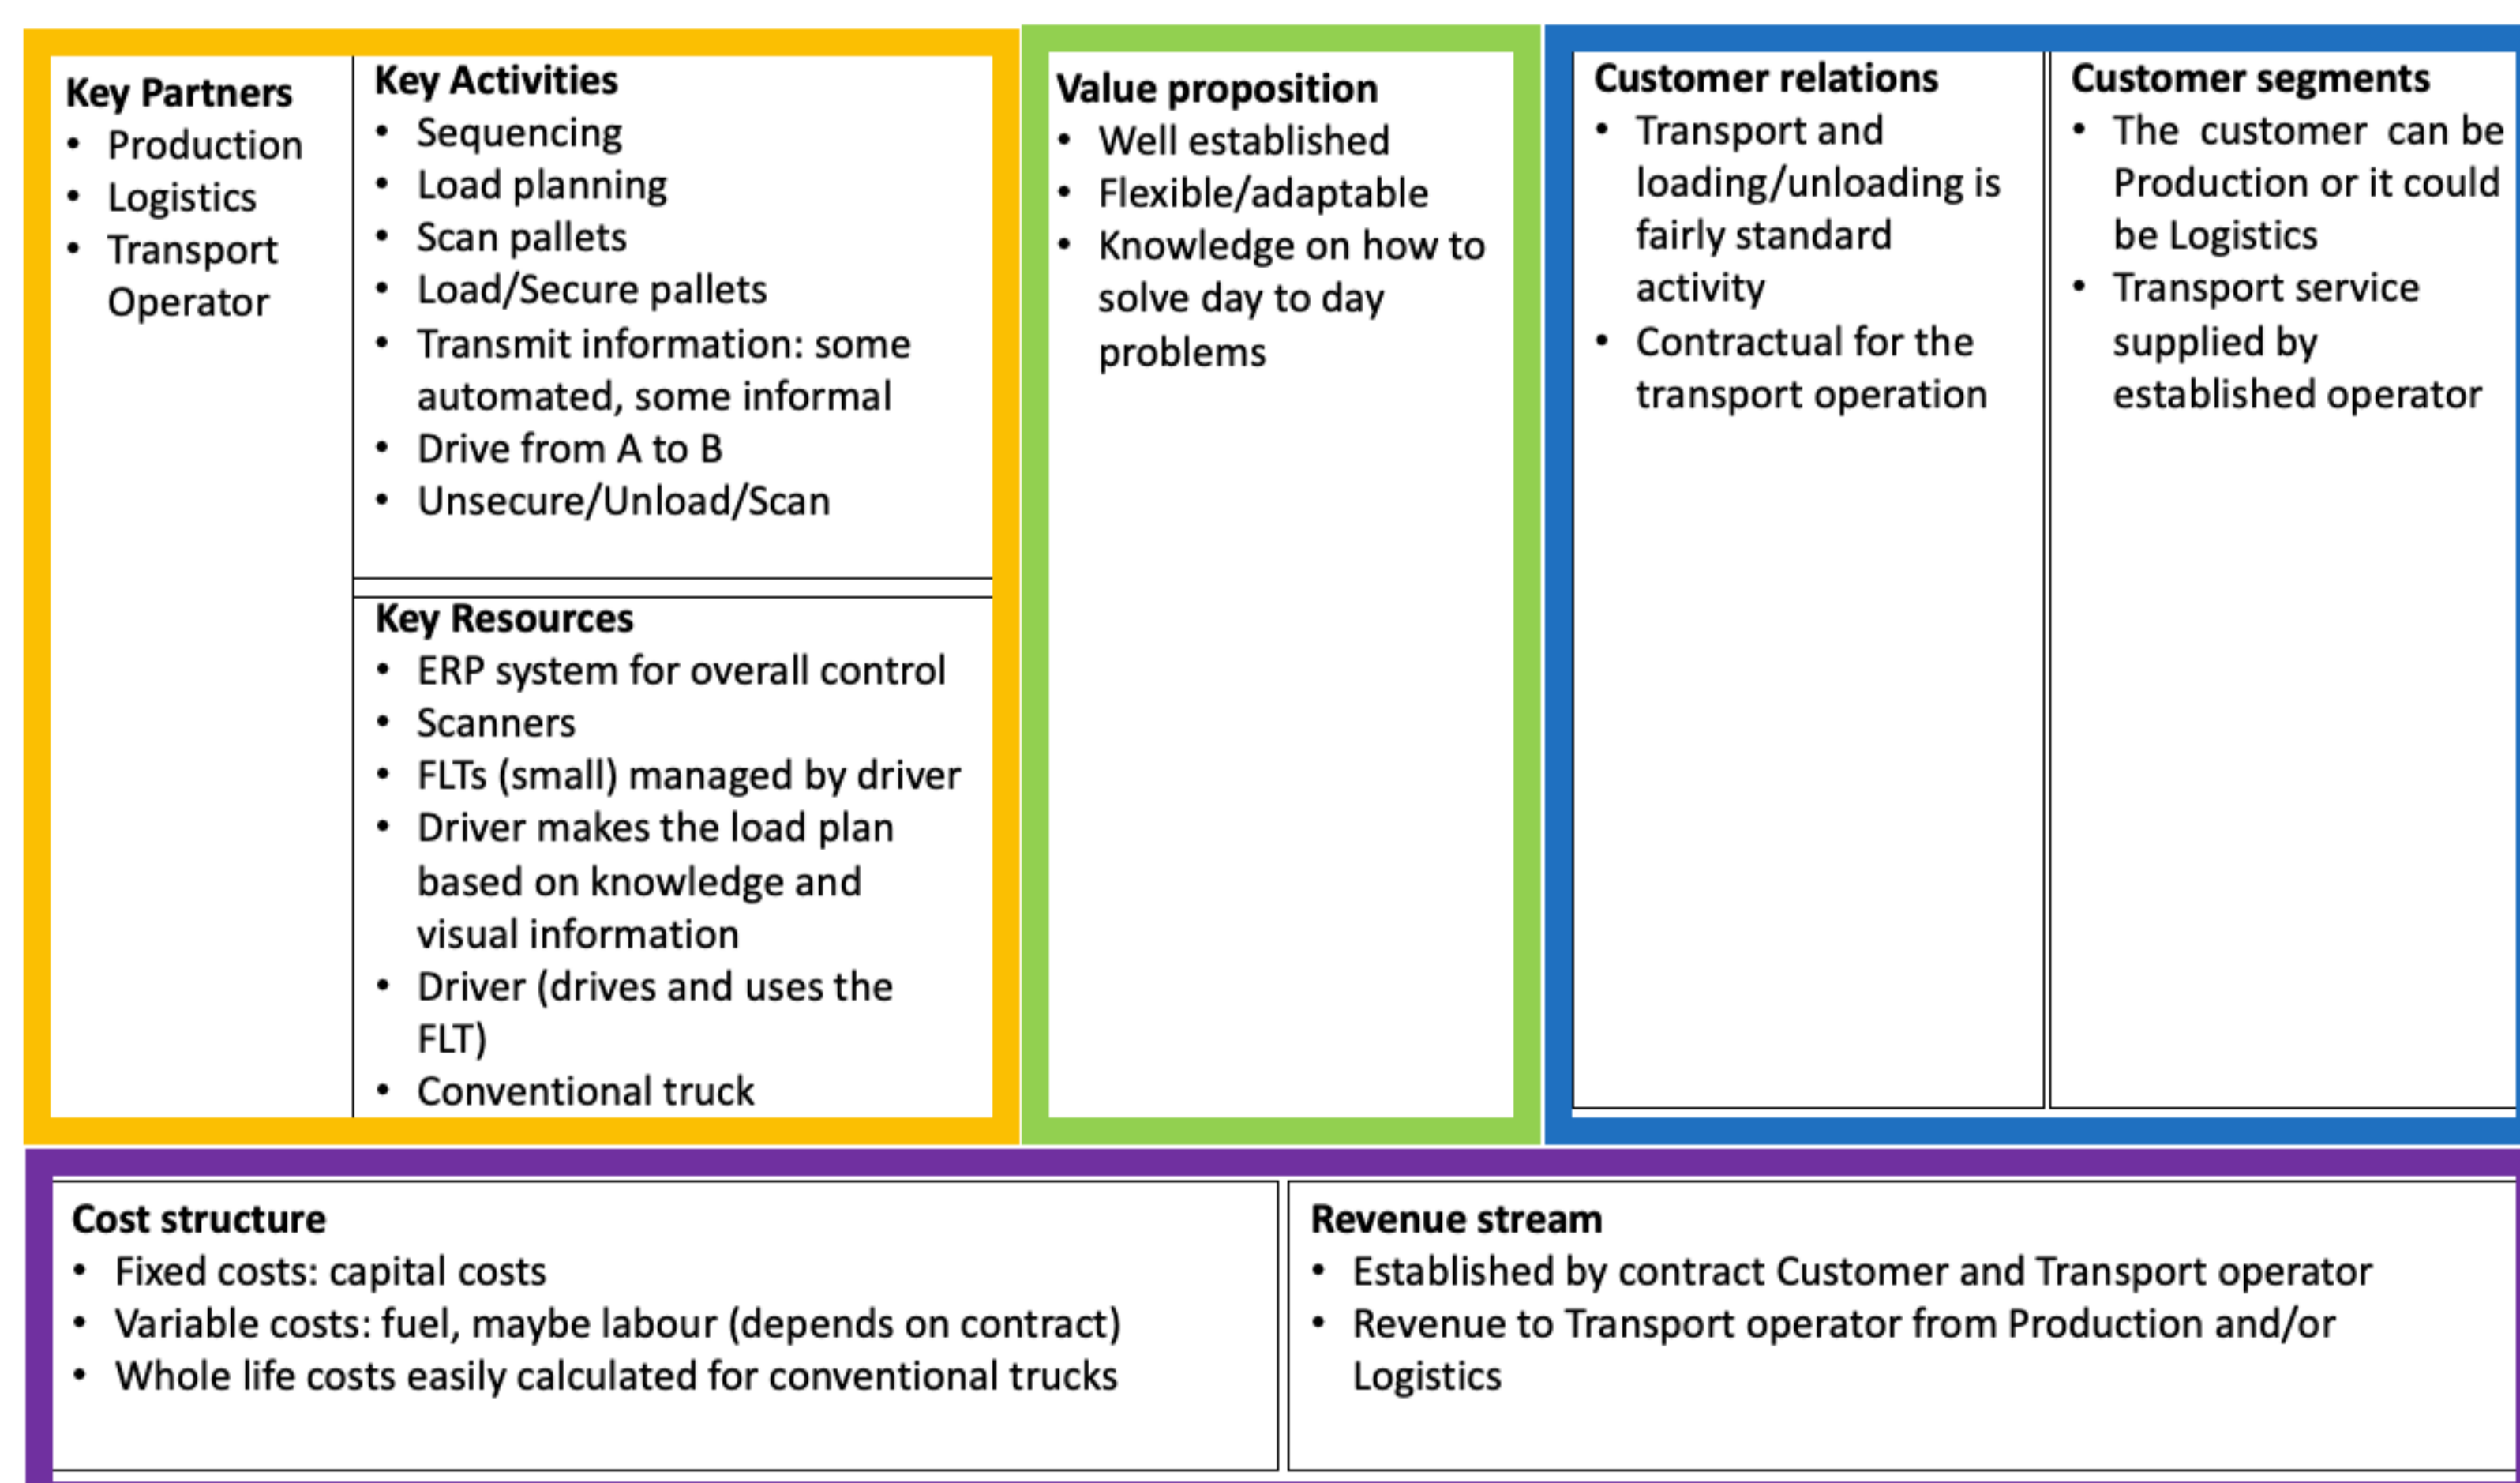 Key Partners
• Production
• Logistics
• Transport
Operator
Key Activities
• Sequencing
• Load planning
• Scan pallets
• Load/Secure pallets
• Transmit information: some
automated, some informal
• Drive from A to B
• Unsecure/Unload/Scan
Key Resources
• ERP system for overall control
• Scanners
• FLTs (small) managed by driver
• Driver makes the load plan
based on knowledge and
visual information
• Driver (drives and uses the
FLT)
• Conventional truck
Value proposition
• Well established
• Flexible/adaptable
• Knowledge on how to
solve day to day
problems
Customer relations
• Transport and
loading/unloading is
fairly standard
activity
• Contractual for the
transport operation
Customer segments
• The customer can be
Production or it could
be Logistics
• Transport service
supplied by
established operator
Cost structure
• Fixed costs: capital costs
• Variable costs: fuel, maybe labour (depends on contract)
• Whole life costs easily calculated for conventional trucks
Revenue stream
• Established by contract Customer and Transport operator
• Revenue to Transport operator from Production and/or
Logistics